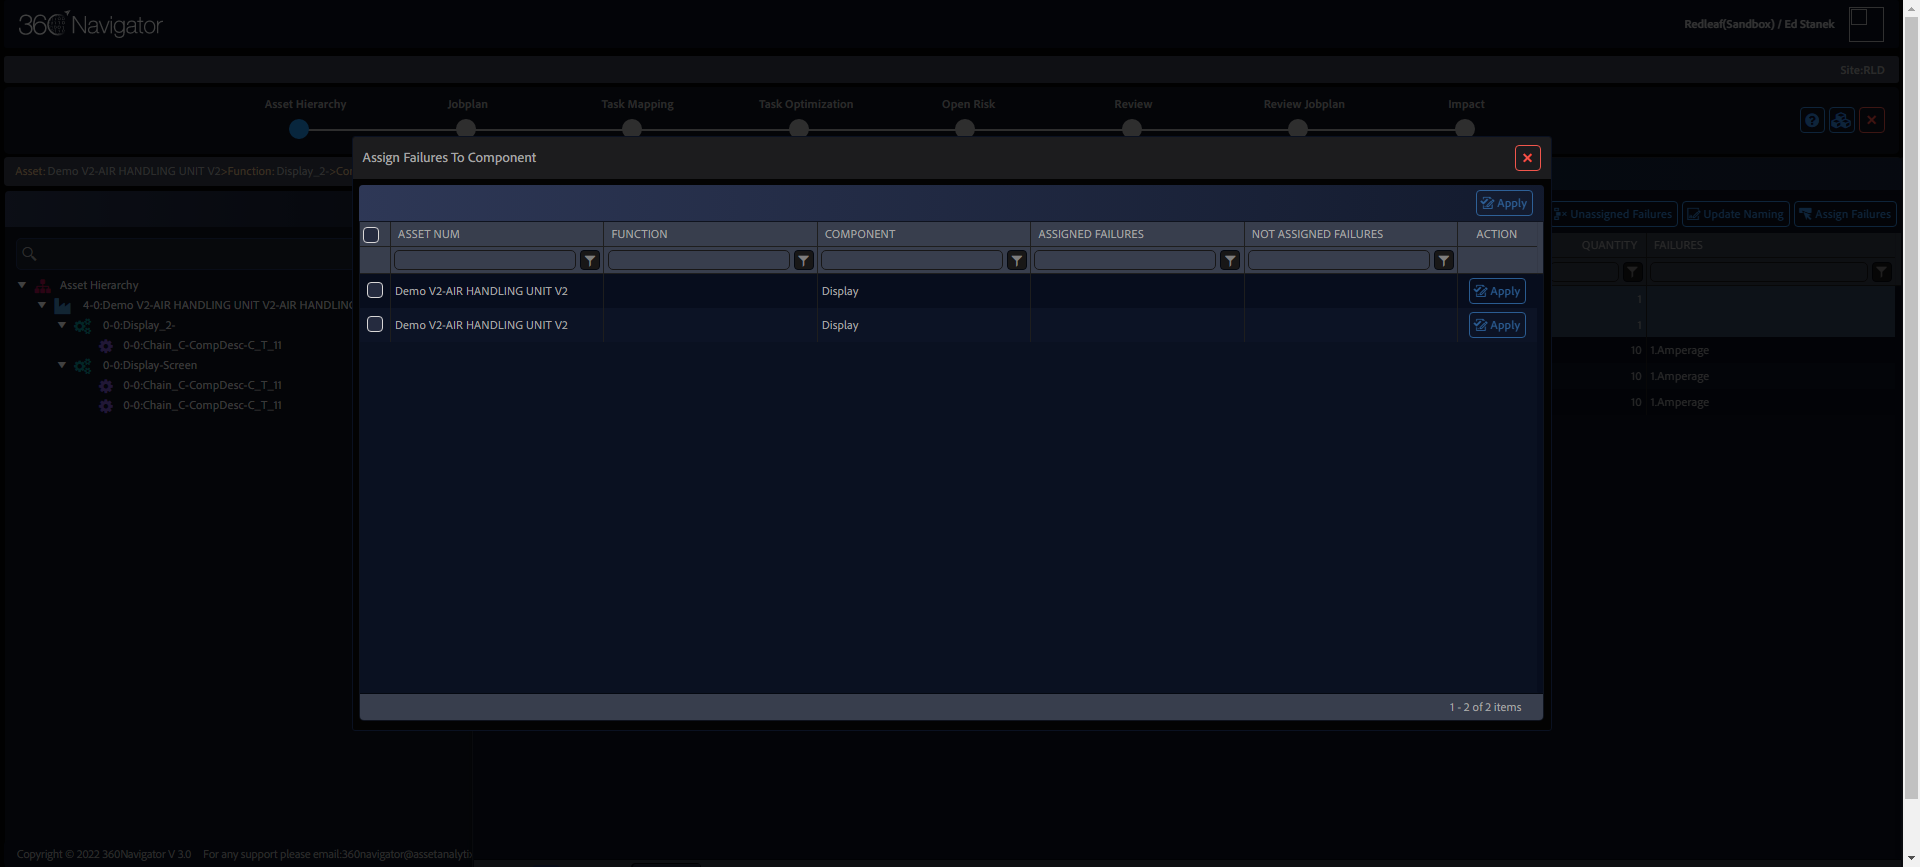 360 Navigator
Redleaf(Sandbox) / Ed Stanek
Site:RLD
Asset Hierarchy
Jobplan
Task Mapping
Task Optimization
Open Risk
Review
Review Jobplan
Impact
Asset: Demo V2-AIR HANDLING UNIT V2>Function: Display_2->Co
Assign Failures To Component
Apply
Unassigned Failures
Update Naming
Assign Failures
ASSET NUM
FUNCTION
COMPONENT
ASSIGNED FAILURES
NOT ASSIGNED FAILURES
ACTION
QUANTITY
FAILURES
Demo V2-AIR HANDLING UNIT V2
Display
Apply
Demo V2-AIR HANDLING UNIT V2
Display
Apply
1
1
10 1.Amperage
10 1.Amperage
10 1.Amperage
Asset Hierarchy
4-0:Demo V2-AIR HANDLING UNIT V2-AIR HANDLING
0-0:Display_2-
0-0:Chain_C-CompDesc-C_T_11
0-0:Display-Screen
0-0:Chain_C-CompDesc-C_T_11
0-0:Chain_C-CompDesc-C_T_11
1 - 2 of 2 items
Copyright © 2022 360Navigator V 3.0
For any support please email:360navigator@assetanalyti